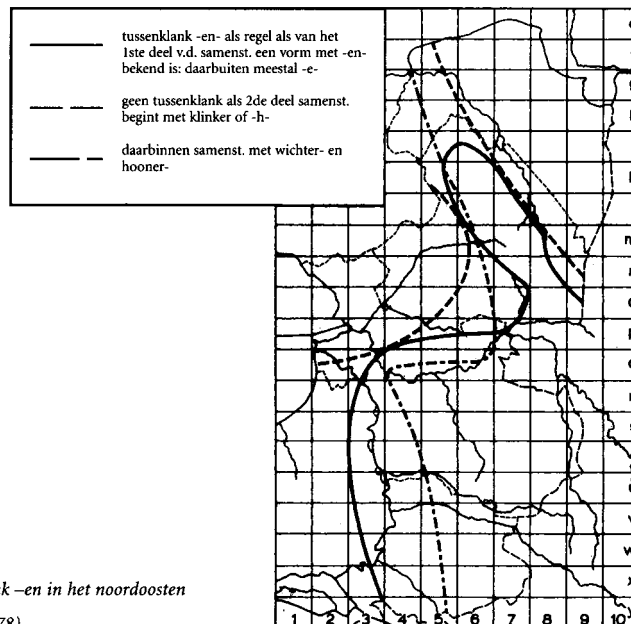 tussenklank -en- als regel als van het
1ste deel v.d. samenst. een vorm met -en-
bekend is: daarbuiten meestal -e-
geen tussenklank als 2de deel samenst.
begint met klinker of -h-
daarbinnen samenst. met wichter- en
hooner-
–en in het noordoosten
1 2 3 4 5 6 7 8 9 10